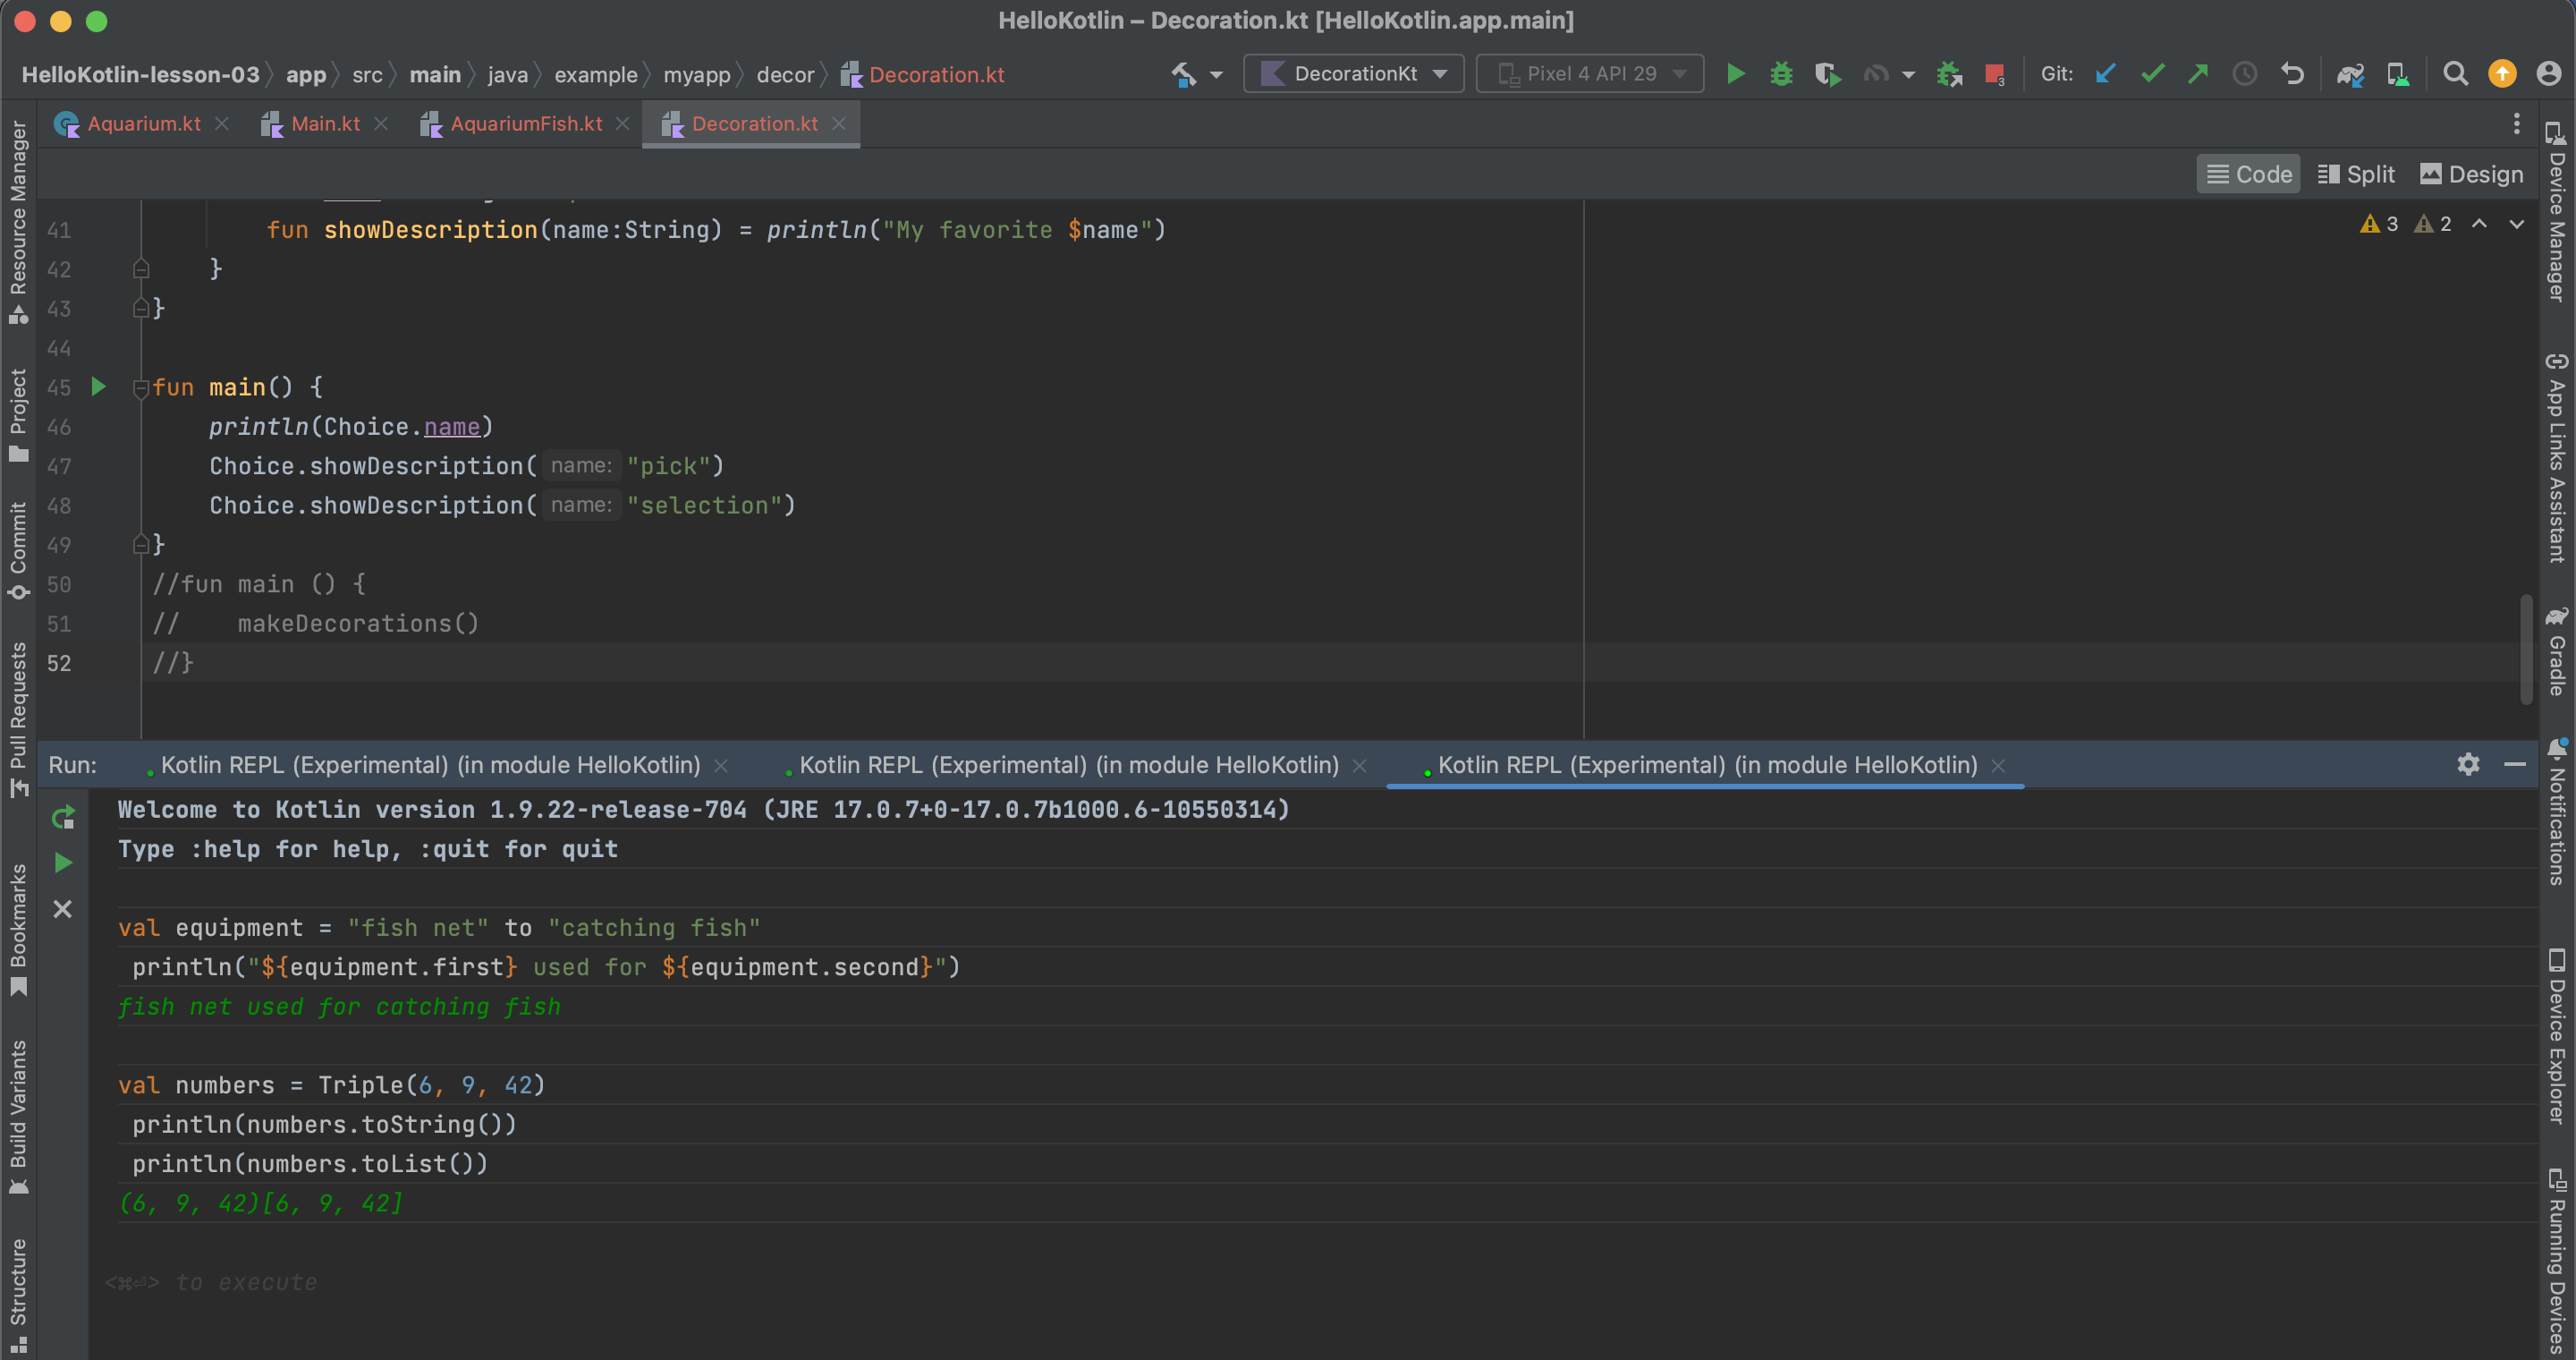 HelloKotlin – Decoration.kt [HelloKotlin.app.main]
HelloKotlin-lesson-03 app src main java example myapp decor Decoration.kt DecorationKt Pixel 4 API 29 3 Git:
Aquarium.kt Main.kt AquariumFish.kt Decoration.kt
Code Split Design
3 2
41 fun showDescription(name:String) = println("My favorite $name")
42 }
43 }
44
45 fun main() {
46 println(Choice.name)
47 Choice.showDescription( name: "pick")
48 Choice.showDescription( name: "selection")
49 }
50 //fun main () {
51 // makeDecorations()
52 //}
Run: Kotlin REPL (Experimental) (in module HelloKotlin) Kotlin REPL (Experimental) (in module HelloKotlin) Kotlin REPL (Experimental) (in module HelloKotlin)
Welcome to Kotlin version 1.9.22-release-704 (JRE 17.0.7+0-17.0.7b1000.6-10550314)
Type :help for help, :quit for quit
val equipment = "fish net" to "catching fish"
println("${equipment.first} used for ${equipment.second}")
fish net used for catching fish
val numbers = Triple(6, 9, 42)
println(numbers.toString())
println(numbers.toList())
(6, 9, 42)[6, 9, 42]
<⌘⏎> to execute
Resource Manager
Project
Commit
Pull Requests
Bookmarks
Build Variants
Structure
Device Manager
App Links Assistant
Gradle
Notifications
Device Explorer
Running Devices